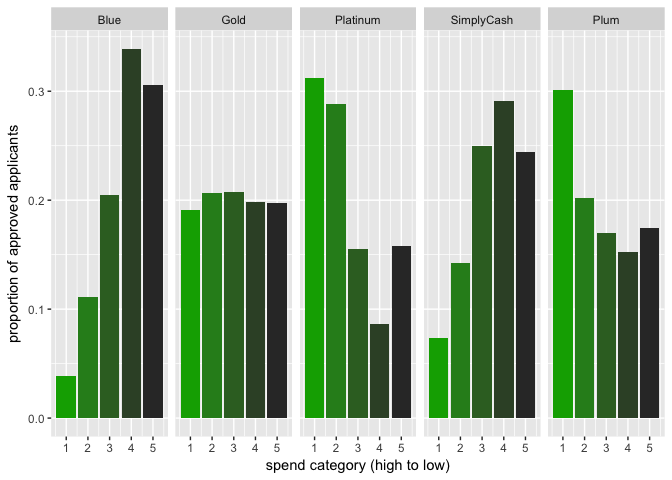 Blue Gold Platinum SimplyCash Plum
proportion of approved applicants
0.3
0.2
0.1
0.0
1 2 3 4 5 1 2 3 4 5 1 2 3 4 5 1 2 3 4 5 1 2 3 4 5
spend category (high to low)